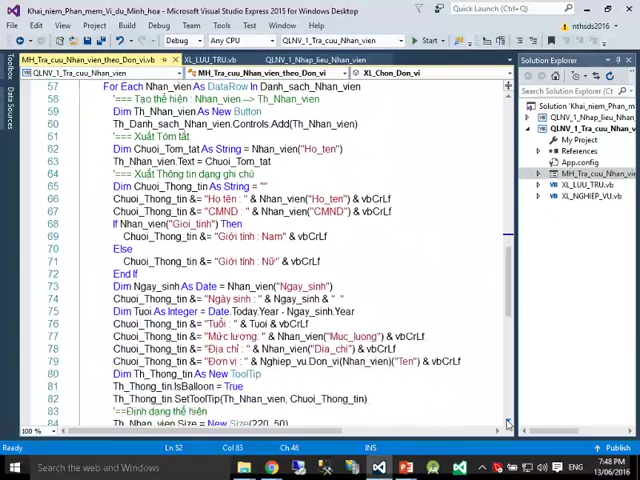 Khai_niem_Phan_mem_Vi_du_Minh_hoa - Microsoft Visual Studio Express 2015 for Windows Desktop
Quick Launch (Ctrl+Q)
File Edit View Project Build Debug Team Tools Test Window Help
nthsds2016
Debug Any CPU Start
MH_Tra_cuu_Nhan_vien_theo_Don_vi.vb XL_LUU_TRU.vb QLNV_1_Nhap_lieu_Nhan_vien
QLNV_1_Tra_cuu_Nhan_vien MH_Tra_cuu_Nhan_vien_theo_Don_vi XL_Chon_Don_vi
Toolbox
Data Sources
57 For Each Nhan_vien As DataRow In Danh_sach_Nhan_vien
58 '=== Tạo thể hiện : Nhan_vien --> Th_Nhan_vien
59 Dim Th_Nhan_vien As New Button
60 Th_Danh_sach_Nhan_vien.Controls.Add(Th_Nhan_vien)
61 '=== Xuất Tóm tắt
62 Dim Chuoi_Tom_tat As String = Nhan_vien("Ho_ten")
63 Th_Nhan_vien.Text = Chuoi_Tom_tat
64 '=== Xuất Thông tin dạng ghi chú
65 Dim Chuoi_Thong_tin As String = ""
66 Chuoi_Thong_tin &= "Họ tên : " & Nhan_vien("Ho_ten") & vbCrLf
67 Chuoi_Thong_tin &= "CMND : " & Nhan_vien("CMND") & vbCrLf
68 If Nhan_vien("Gioi_tinh") Then
69 Chuoi_Thong_tin &= "Giới tính : Nam" & vbCrLf
70 Else
71 Chuoi_Thong_tin &= "Giới tính : Nữ" & vbCrLf
72 End If
73 Dim Ngay_sinh As Date = Nhan_vien("Ngay_sinh")
74 Chuoi_Thong_tin &= "Ngày sinh : " & Ngay_sinh & " "
75 Dim Tuoi As Integer = Date.Today.Year - Ngay_sinh.Year
76 Chuoi_Thong_tin &= "Tuổi : " & Tuoi & vbCrLf
77 Chuoi_Thong_tin &= "Mức lương: " & Nhan_vien("Muc_luong") & vbCrLf
78 Chuoi_Thong_tin &= "Địa chỉ : " & Nhan_vien("Dia_chi") & vbCrLf
79 Chuoi_Thong_tin &= "Đơn vị : " & Nghiep_vu.Don_vi(Nhan_vien)("Ten") & vbCrLf
80 Dim Th_Thong_tin As New ToolTip
81 Th_Thong_tin.IsBalloon = True
82 Th_Thong_tin.SetToolTip(Th_Nhan_vien, Chuoi_Thong_tin)
83 '==Định dạng thể hiện
84 Th_Nhan_vien.Size = New Size(220, 50)
100 %
Solution Explorer
Search Solution Explorer
Solution 'Khai_niem_Phan_m
QLNV_1_Nhap_lieu_Nhan_v
QLNV_1_Tra_cuu_Nhan_vi
My Project
References
App.config
MH_Tra_cuu_Nhan_vien
XL_LUU_TRU.vb
XL_NGHIEP_VU.vb
Ready Ln 52 Col 83 Ch 46 INS Publish
Search the web and Windows
ENG
7:48 PM
13/06/2016